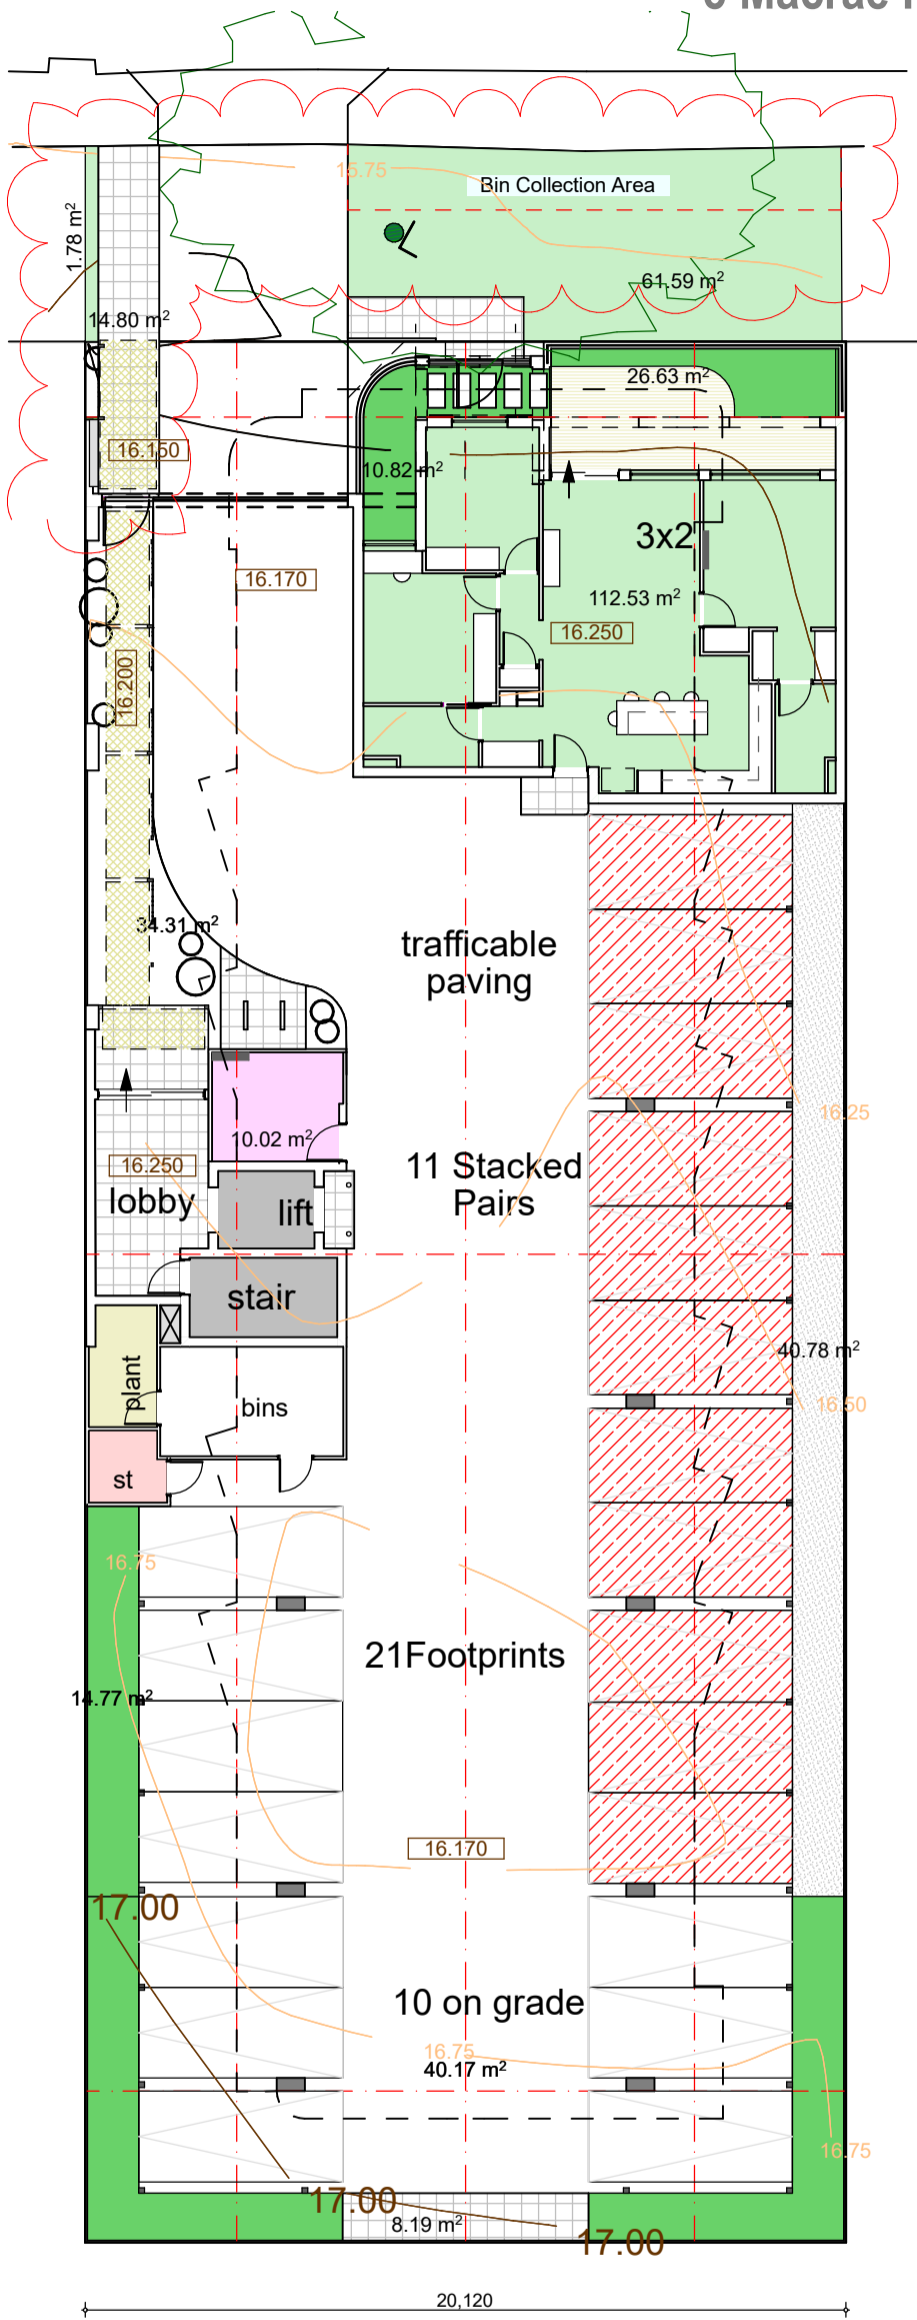 15.75
Bin Collection Area
1.78 m²
61.59 m²
14.80 m²
26.63 m²
16.150
10.82 m²
3x2
16.170
112.53 m²
16.250
16.200
34.31 m²
trafficable
paving
16.25
10.02 m²
11 Stacked
Pairs
16.250
lobby
lift
stair
40.78 m²
plant
bins
16.50
st
16.75
21Footprints
14.77 m²
16.170
17.00
10 on grade
16.75
40.17 m²
16.75
17.00
8.19 m²
17.00
20,120